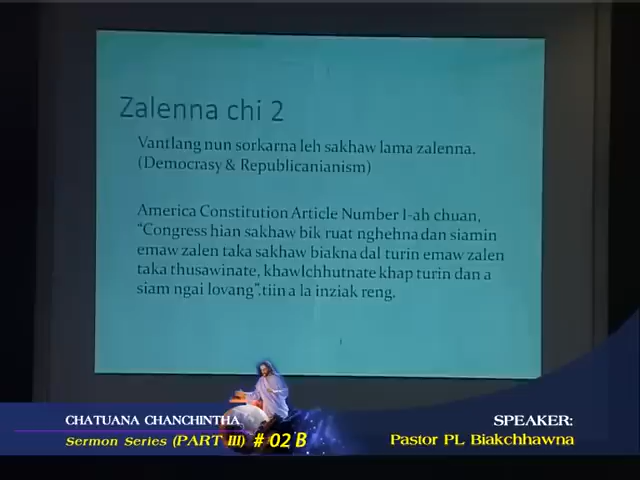 Zalenna chi 2
Vantlang nun sorkarna leh sakhaw lama zalenna.
(Democrasy & Republicanianism)
America Constitution Article Number I-ah chuan,
“Congress hian sakhaw bik ruat nghehna dan siamin
emaw zalen taka sakhaw biakna dal turin emaw zalen
taka thusawinate, khawlchhutnate khap turin dan a
siam ngai lovang”.tiin a la inziak reng.
CHATUANA CHANCHINTHA
Sermon Series (PART III) # 02 B
SPEAKER:
Pastor PL Biakchhawna